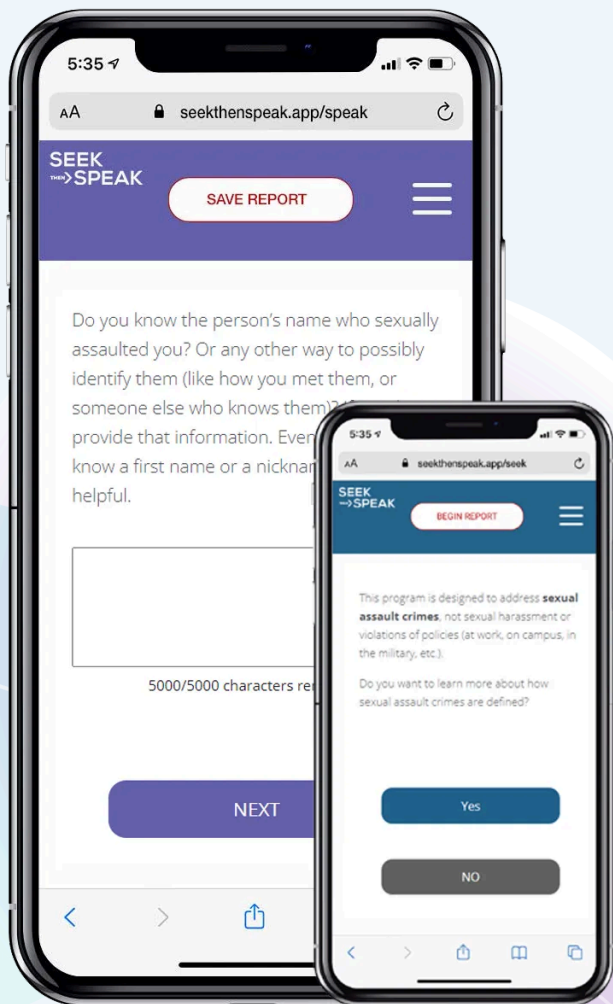 5:35
AA seekthenspeak.app/speak
SEEK
THEN SPEAK
SAVE REPORT
Do you know the person's name who sexually
assaulted you? Or any other way to possibly
identify them (like how you met them, or
someone else who knows them)?
provide that information. Even
know a first name or a
helpful.
5000/5000 characters
NEXT
5:35
AA seekthenspeak.app/seek
SEEK
SPEAK
BEGIN REPORT
This program is designed to address sexual
assault crimes, not sexual harassment or
violations of policies (at work, on campus, in
the military, etc.).
Do you want to learn more about how
sexual assault crimes are defined?
Yes
NO